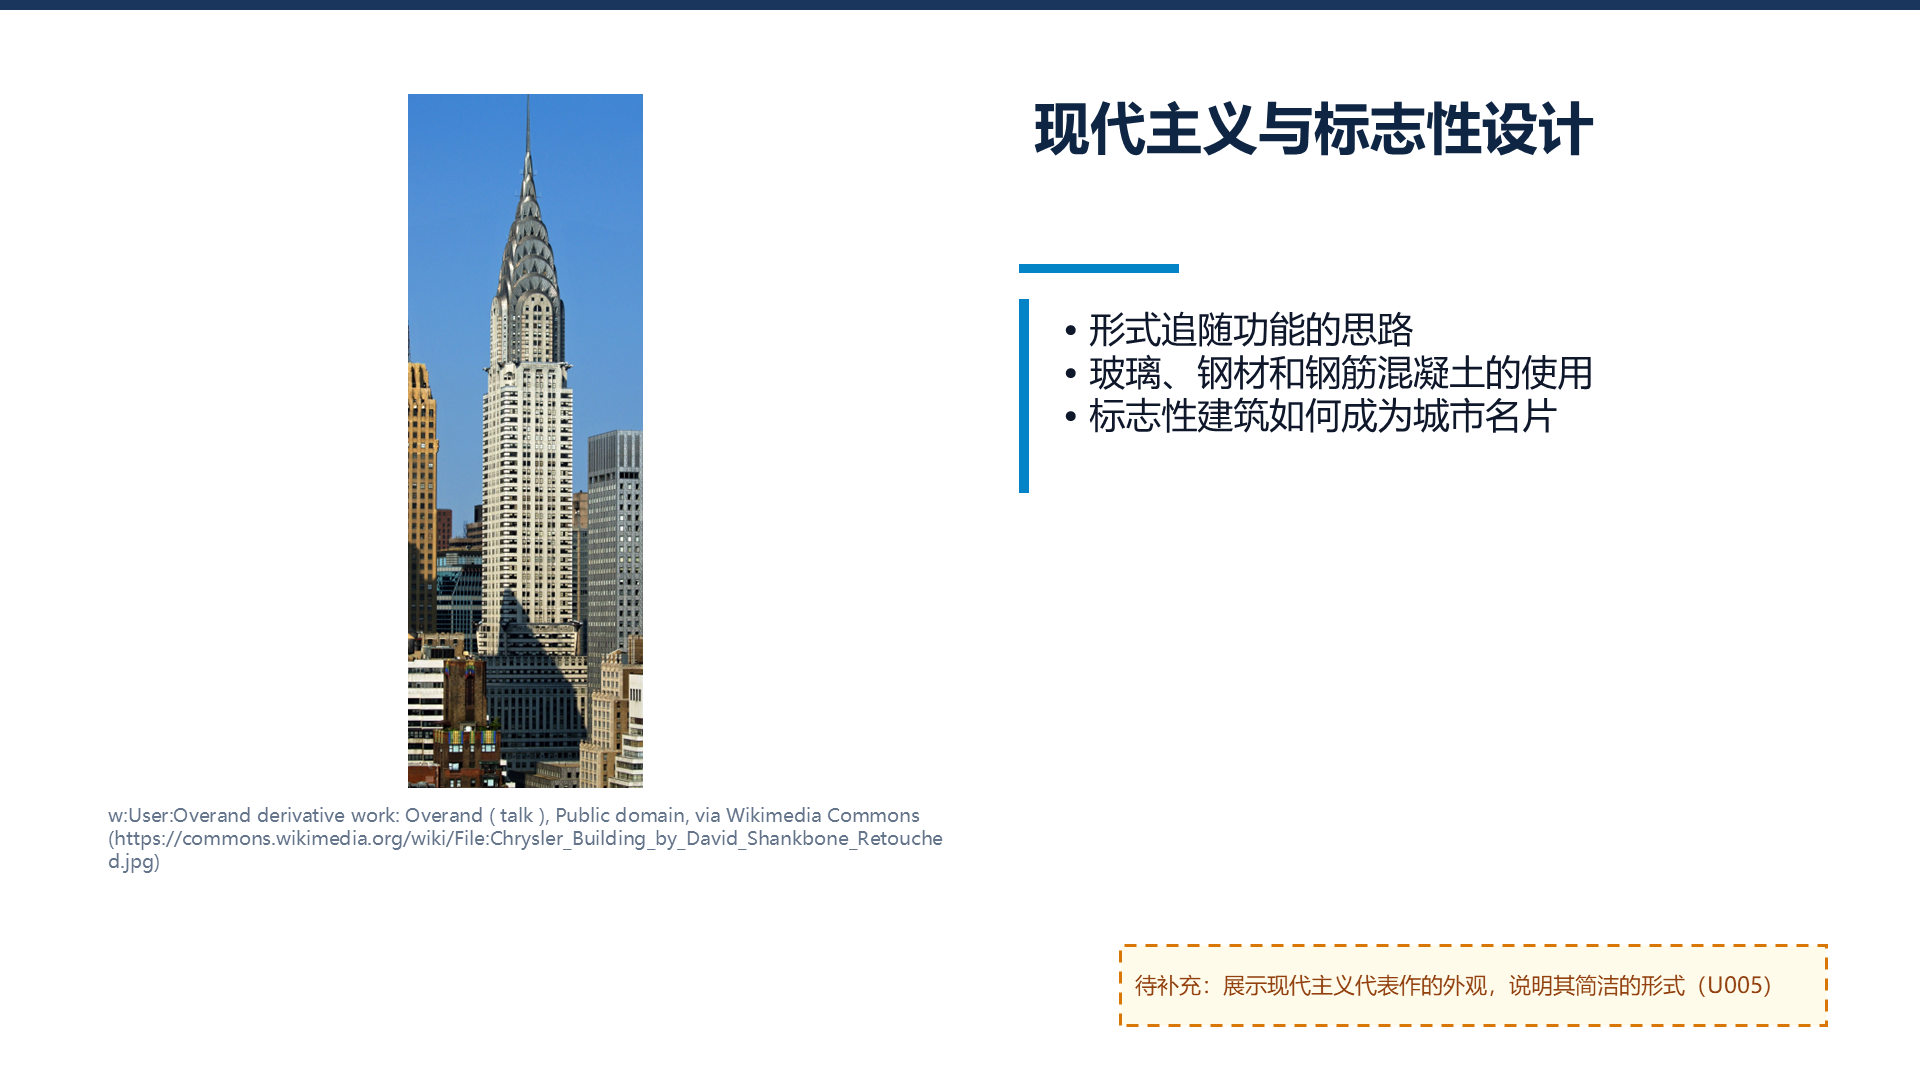 现代主义与标志性设计
• 形式追随功能的思路
• 玻璃、钢材和钢筋混凝土的使用
• 标志性建筑如何成为城市名片
w:User:Overand derivative work: Overand ( talk ), Public domain, via Wikimedia Commons
(https://commons.wikimedia.org/wiki/File:Chrysler_Building_by_David_Shankbone_Retouche
d.jpg)
待补充：展示现代主义代表作的外观，说明其简洁的形式（U005）